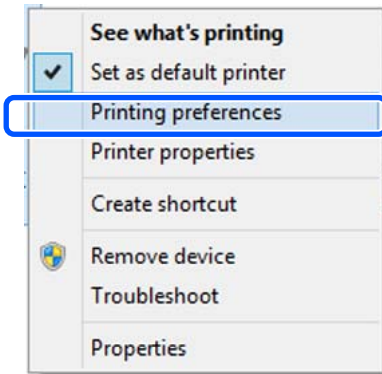 See what's printing
Set as default printer
Printing preferences
Printer properties
Create shortcut
Remove device
Troubleshoot
Properties